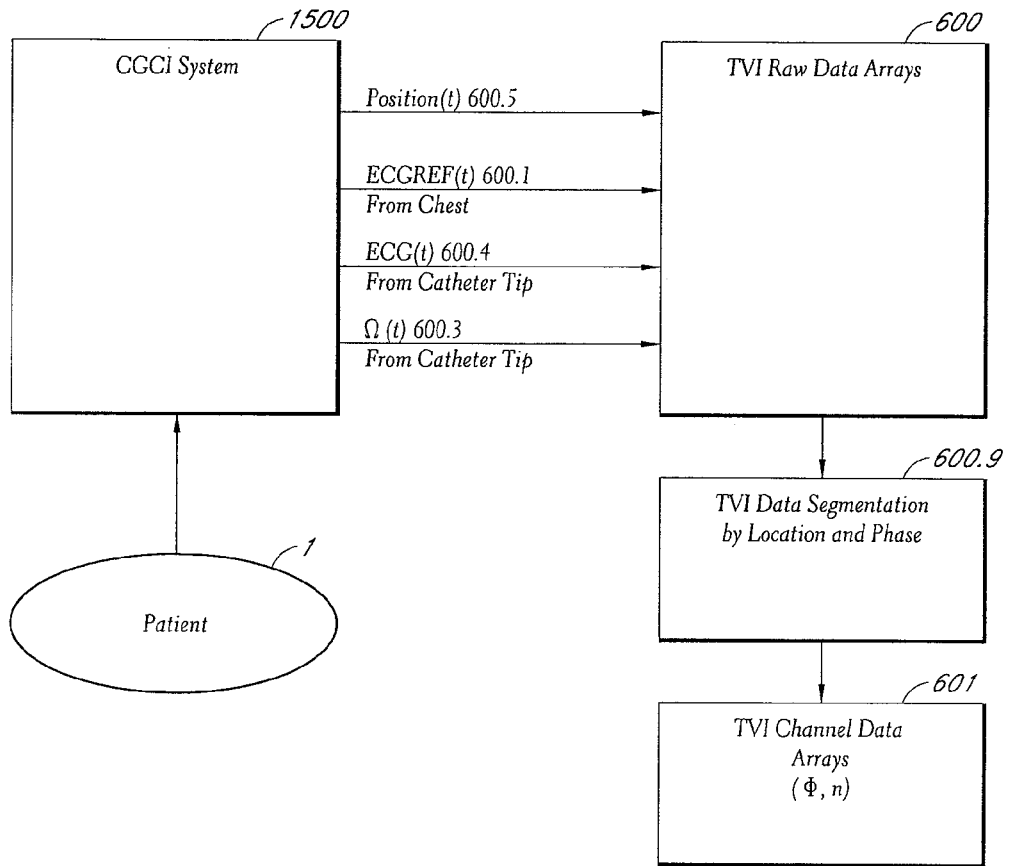 1500
CGCI System
600
TVI Raw Data Arrays
Position(t) 600.5
ECGREF(t) 600.1
From Chest
ECG(t) 600.4
From Catheter Tip
Ω (t) 600.3
From Catheter Tip
600.9
TVI Data Segmentation
by Location and Phase
1
Patient
601
TVI Channel Data
Arrays
(Φ, n)